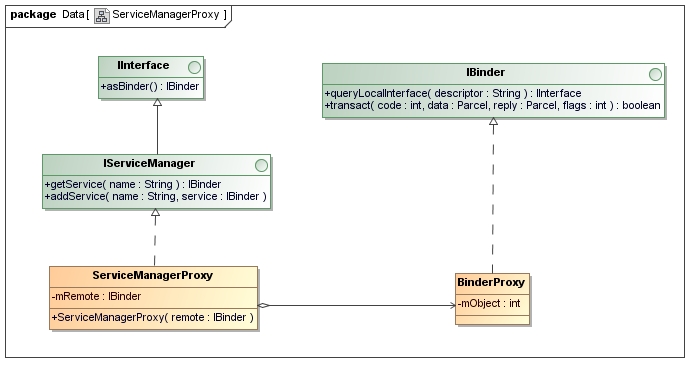 package Data [ ServiceManagerProxy ]
IInterface
+asBinder() : IBinder
IBinder
+queryLocalInterface( descriptor : String ) : IInterface
+transact( code : int, data : Parcel, reply : Parcel, flags : int ) : boolean
IServiceManager
+getService( name : String ) : IBinder
+addService( name : String, service : IBinder )
ServiceManagerProxy
-mRemote : IBinder
+ServiceManagerProxy( remote : IBinder )
BinderProxy
-mObject : int